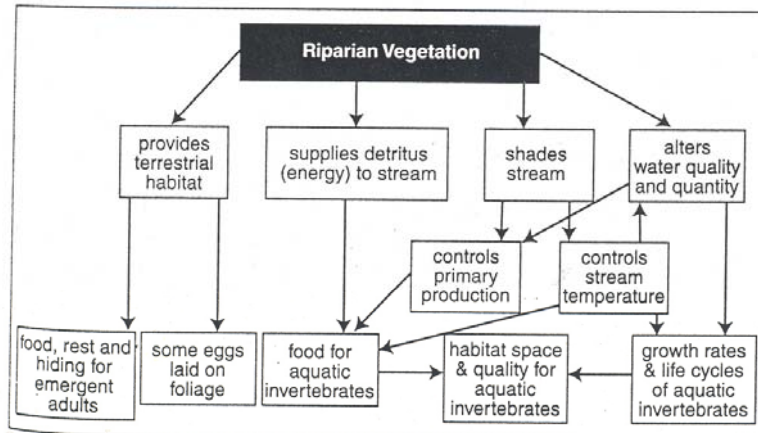 Riparian Vegetation
provides
terrestrial
habitat
supplies detritus
(energy) to stream
shades
stream
alters
water quality
and quantity
controls
primary
production
controls
stream
temperature
food, rest and
hiding for
emergent
adults
some eggs
laid on
foliage
food for
aquatic
invertebrates
habitat space
& quality for
aquatic
invertebrates
growth rates
& life cycles
of aquatic
invertebrates